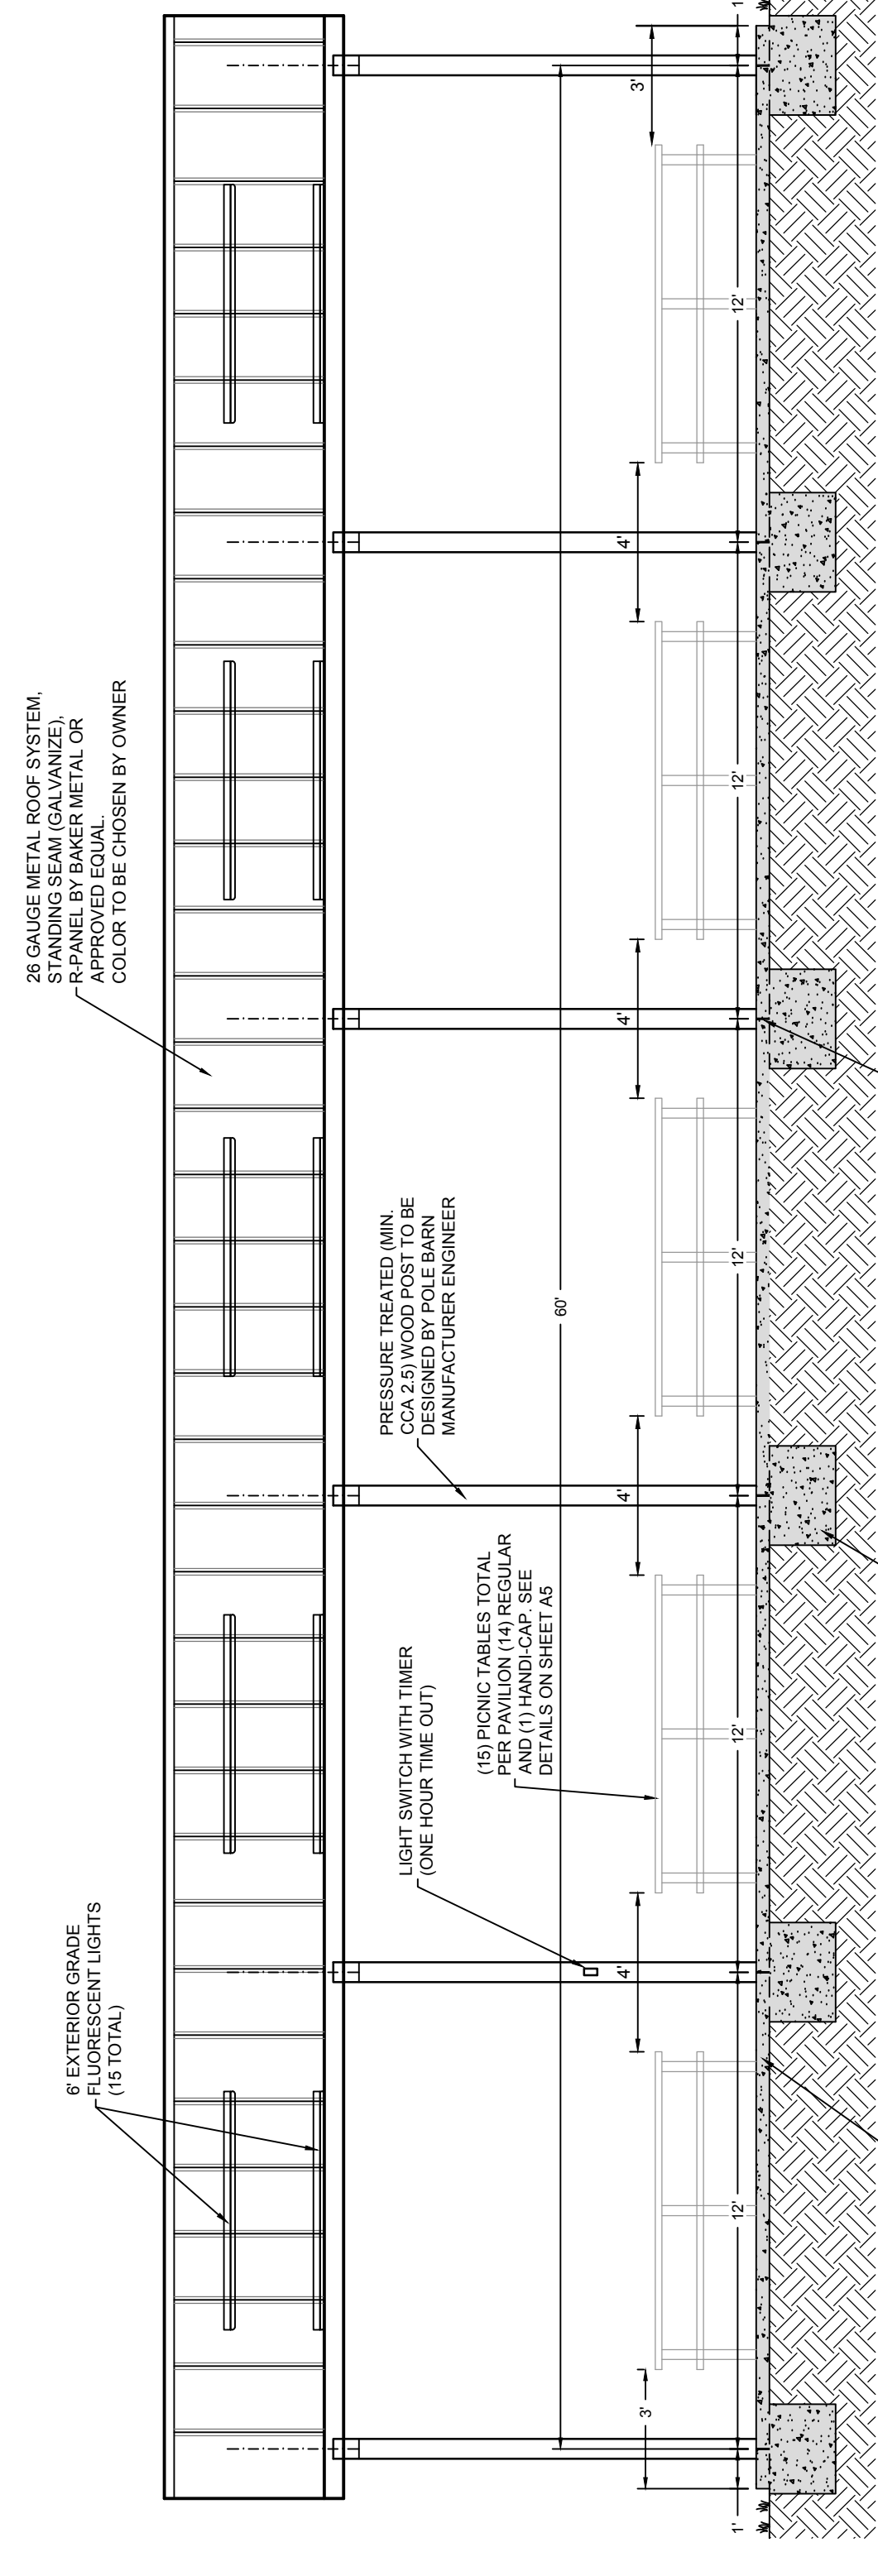 26 GAUGE METAL ROOF SYSTEM,
STANDING SEAM (GALVANIZE),
R-PANEL BY BAKER METAL OR
APPROVED EQUAL.
COLOR TO BE CHOSEN BY OWNER
6' EXTERIOR GRADE
FLUORESCENT LIGHTS
(15 TOTAL)
PRESSURE TREATED (MIN.
CCA 2.5) WOOD POST TO BE
DESIGNED BY POLE BARN
MANUFACTURER ENGINEER
LIGHT SWITCH WITH TIMER
(ONE HOUR TIME OUT)
(15) PICNIC TABLES TOTAL
PER PAVILION (14) REGULAR
AND (1) HANDI-CAP. SEE
DETAILS ON SHEET A5
60'
3'
4'
4'
4'
4'
3'
1'
12'
12'
12'
12'
12'
1